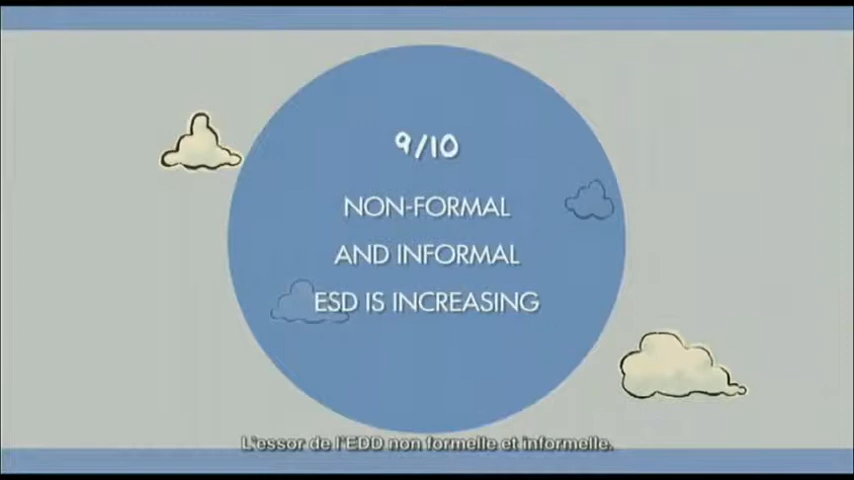 9/10
NON-FORMAL
AND INFORMAL
ESD IS INCREASING
L'essor de l'EDD non formelle et informelle.